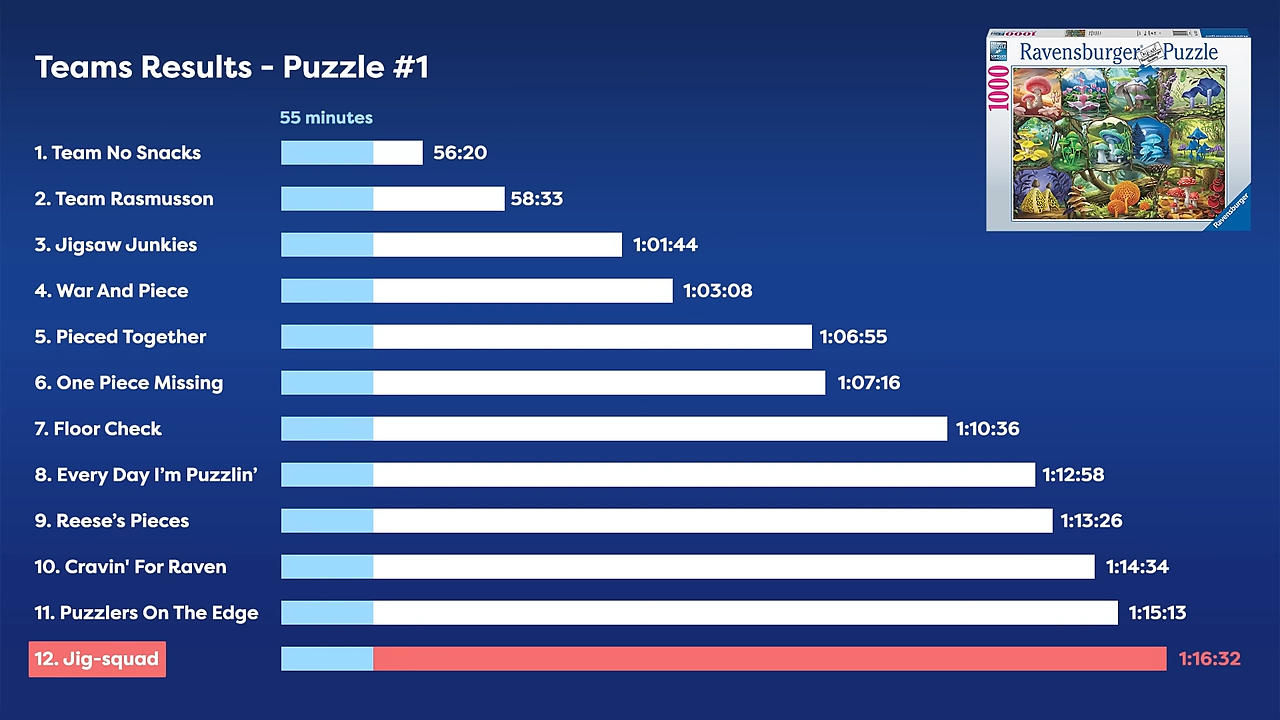 Teams Results - Puzzle #1
55 minutes
1. Team No Snacks 56:20
2. Team Rasmusson 58:33
3. Jigsaw Junkies 1:01:44
4. War And Piece 1:03:08
5. Pieced Together 1:06:55
6. One Piece Missing 1:07:16
7. Floor Check 1:10:36
8. Every Day I’m Puzzlin’ 1:12:58
9. Reese’s Pieces 1:13:26
10. Cravin' For Raven 1:14:34
11. Puzzlers On The Edge 1:15:13
12. Jig-squad 1:16:32
1000
Ravensburger Puzzle
1000
Ravensburger